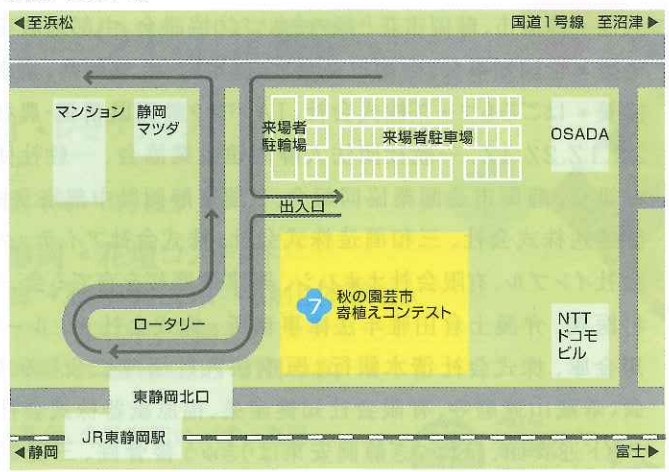 ◀至浜松
国道1号線 至沼津▶
マンション
静岡
マツダ
来場者
駐輪場
来場者駐車場
OSADA
出入口
7
秋の園芸市
寄植えコンテスト
ロータリー
NTT
ドコモ
ビル
東静岡北口
JR東静岡駅
◀静岡
富士▶